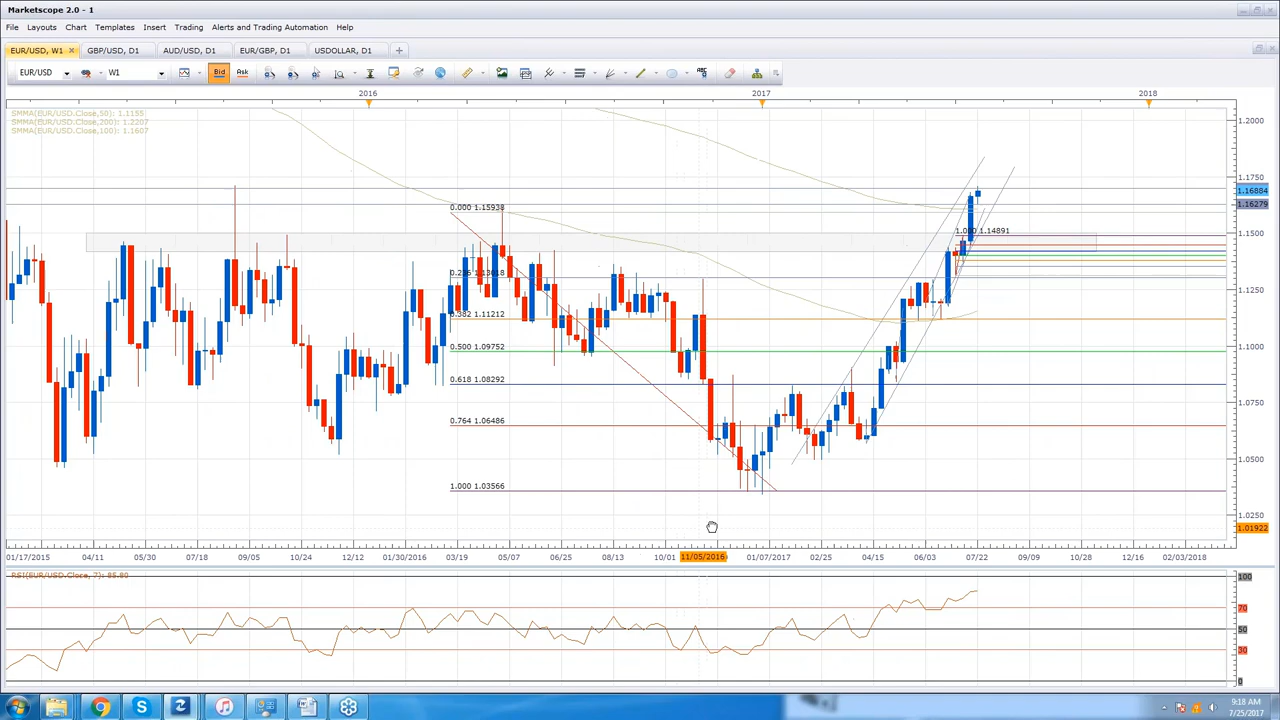 Marketscope 2.0 - 1
File Layouts Chart Templates Insert Trading Alerts and Trading Automation Help
EUR/USD, W1 GBP/USD, D1 AUD/USD, D1 EUR/GBP, D1 USDOLLAR, D1
EUR/USD W1 Bid Ask
2016 2017 2018
SMMA(EUR/USD.Close,50): 1.1155
SMMA(EUR/USD.Close,200): 1.2207
SMMA(EUR/USD.Close,100): 1.1607
1.2000
1.1750
1.16884
1.16279
0.000 1.15938
1.000 1.14891
1.1500
0.236 1.13018
1.1250
0.382 1.11212
0.500 1.09752
1.1000
0.618 1.08292
1.0750
0.764 1.06486
1.0500
1.000 1.03566
1.0250
1.01922
01/17/2015 04/11 05/30 07/18 10/24 12/12 01/30/2016 03/19 05/07 06/25 08/13 10/01 11/05/2016 01/07/2017 02/25 04/15 06/03 07/22 09/09 10/28 12/16 02/03/2018
RSI(EUR/USD.Close, 7): 85.80
100
70
50
30
0
9:18 AM
7/25/2017